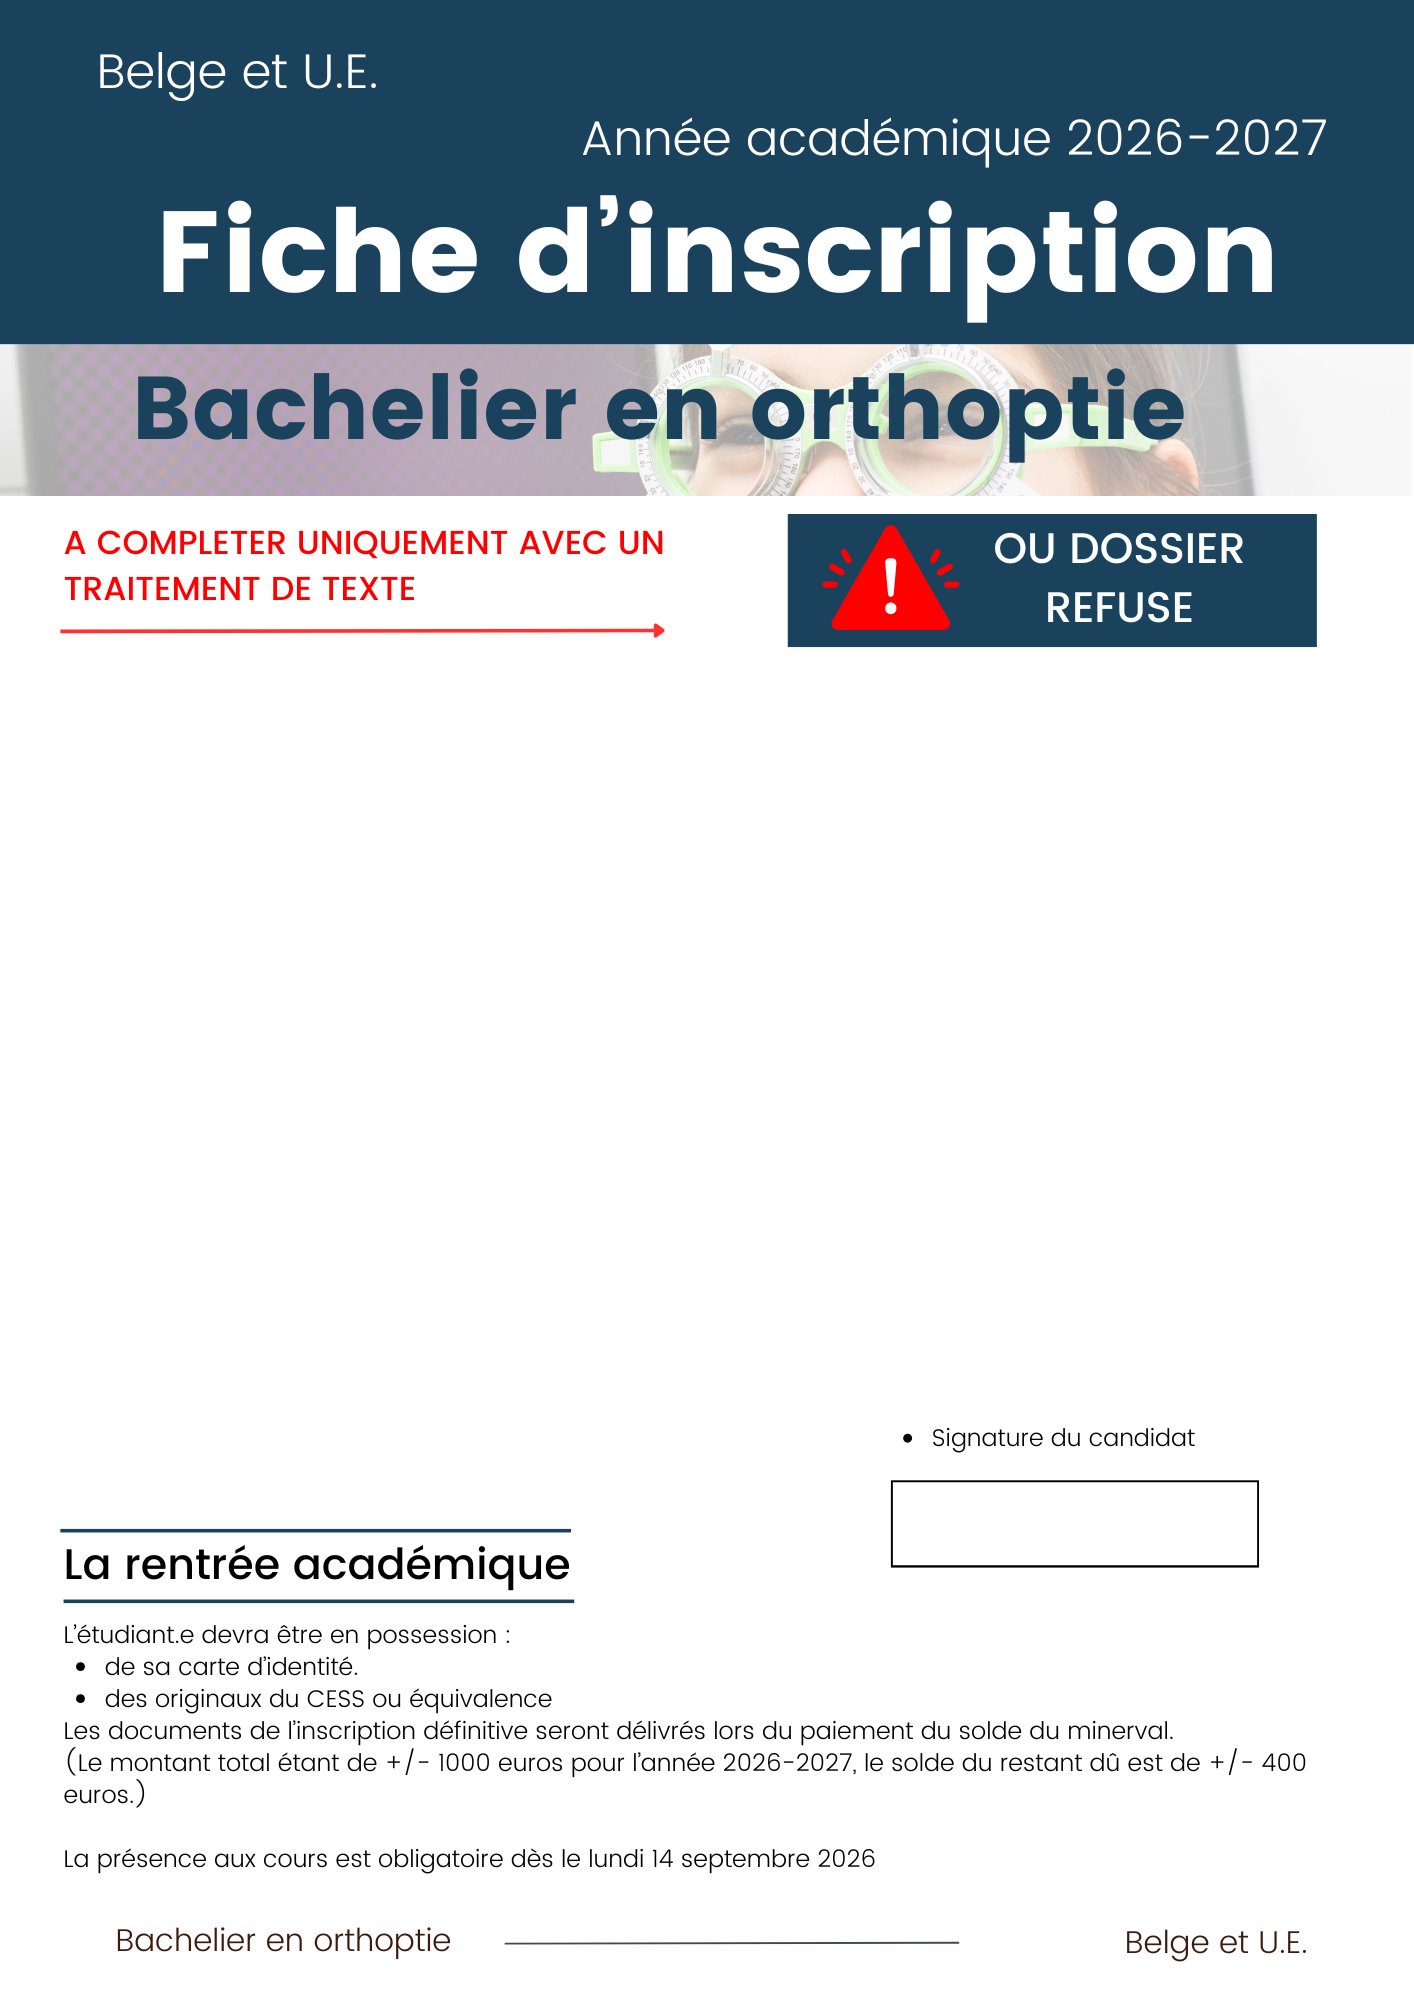 Belge et U.E.
Année académique 2026-2027
Fiche d’inscription
Bachelier en orthoptie
A COMPLETER UNIQUEMENT AVEC UN
TRAITEMENT DE TEXTE
OU DOSSIER
REFUSE
• Signature du candidat
La rentrée académique
L’étudiant.e devra être en possession :
• de sa carte d’identité.
• des originaux du CESS ou équivalence
Les documents de l’inscription définitive seront délivrés lors du paiement du solde du minerval.
(Le montant total étant de +/- 1000 euros pour l’année 2026-2027, le solde du restant dû est de +/- 400
euros.)
La présence aux cours est obligatoire dès le lundi 14 septembre 2026
Bachelier en orthoptie
Belge et U.E.